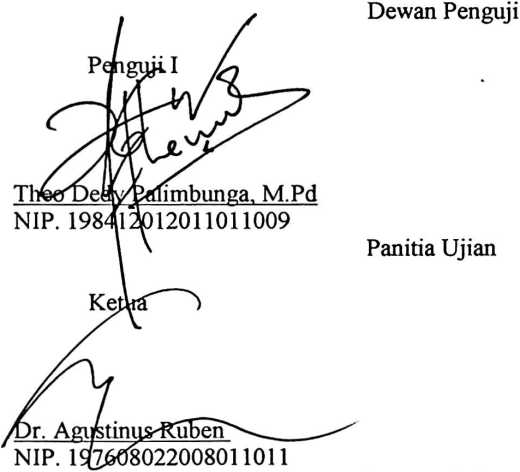 Dewan Penguji
Penguji I
Theo Dedy Palimbunga, M.Pd
NIP. 198412012011011009
Panitia Ujian
Ketua
Dr. Agustinus Ruben
NIP. 197608022008011011